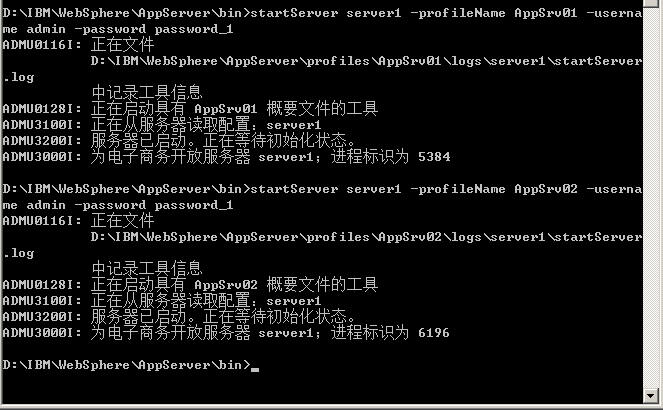 D:\IBM\WebSphere\AppServer\bin>startServer server1 -profileName AppSrv01 -userna
me admin -password password_1
ADMU0116I: 正在文件
D:\IBM\WebSphere\AppServer\profiles\AppSrv01\logs\server1\startServer
.log
中记录工具信息
ADMU0128I: 正在启动具有 AppSrv01 概要文件的工具
ADMU3100I: 正在从服务器读取配置：server1
ADMU3200I: 服务器已启动。正在等待初始化状态。
ADMU3000I: 为电子商务开放服务器 server1；进程标识为 5384
D:\IBM\WebSphere\AppServer\bin>startServer server1 -profileName AppSrv02 -userna
me admin -password password_1
ADMU0116I: 正在文件
D:\IBM\WebSphere\AppServer\profiles\AppSrv02\logs\server1\startServer
.log
中记录工具信息
ADMU0128I: 正在启动具有 AppSrv02 概要文件的工具
ADMU3100I: 正在从服务器读取配置：server1
ADMU3200I: 服务器已启动。正在等待初始化状态。
ADMU3000I: 为电子商务开放服务器 server1；进程标识为 6196
D:\IBM\WebSphere\AppServer\bin>_